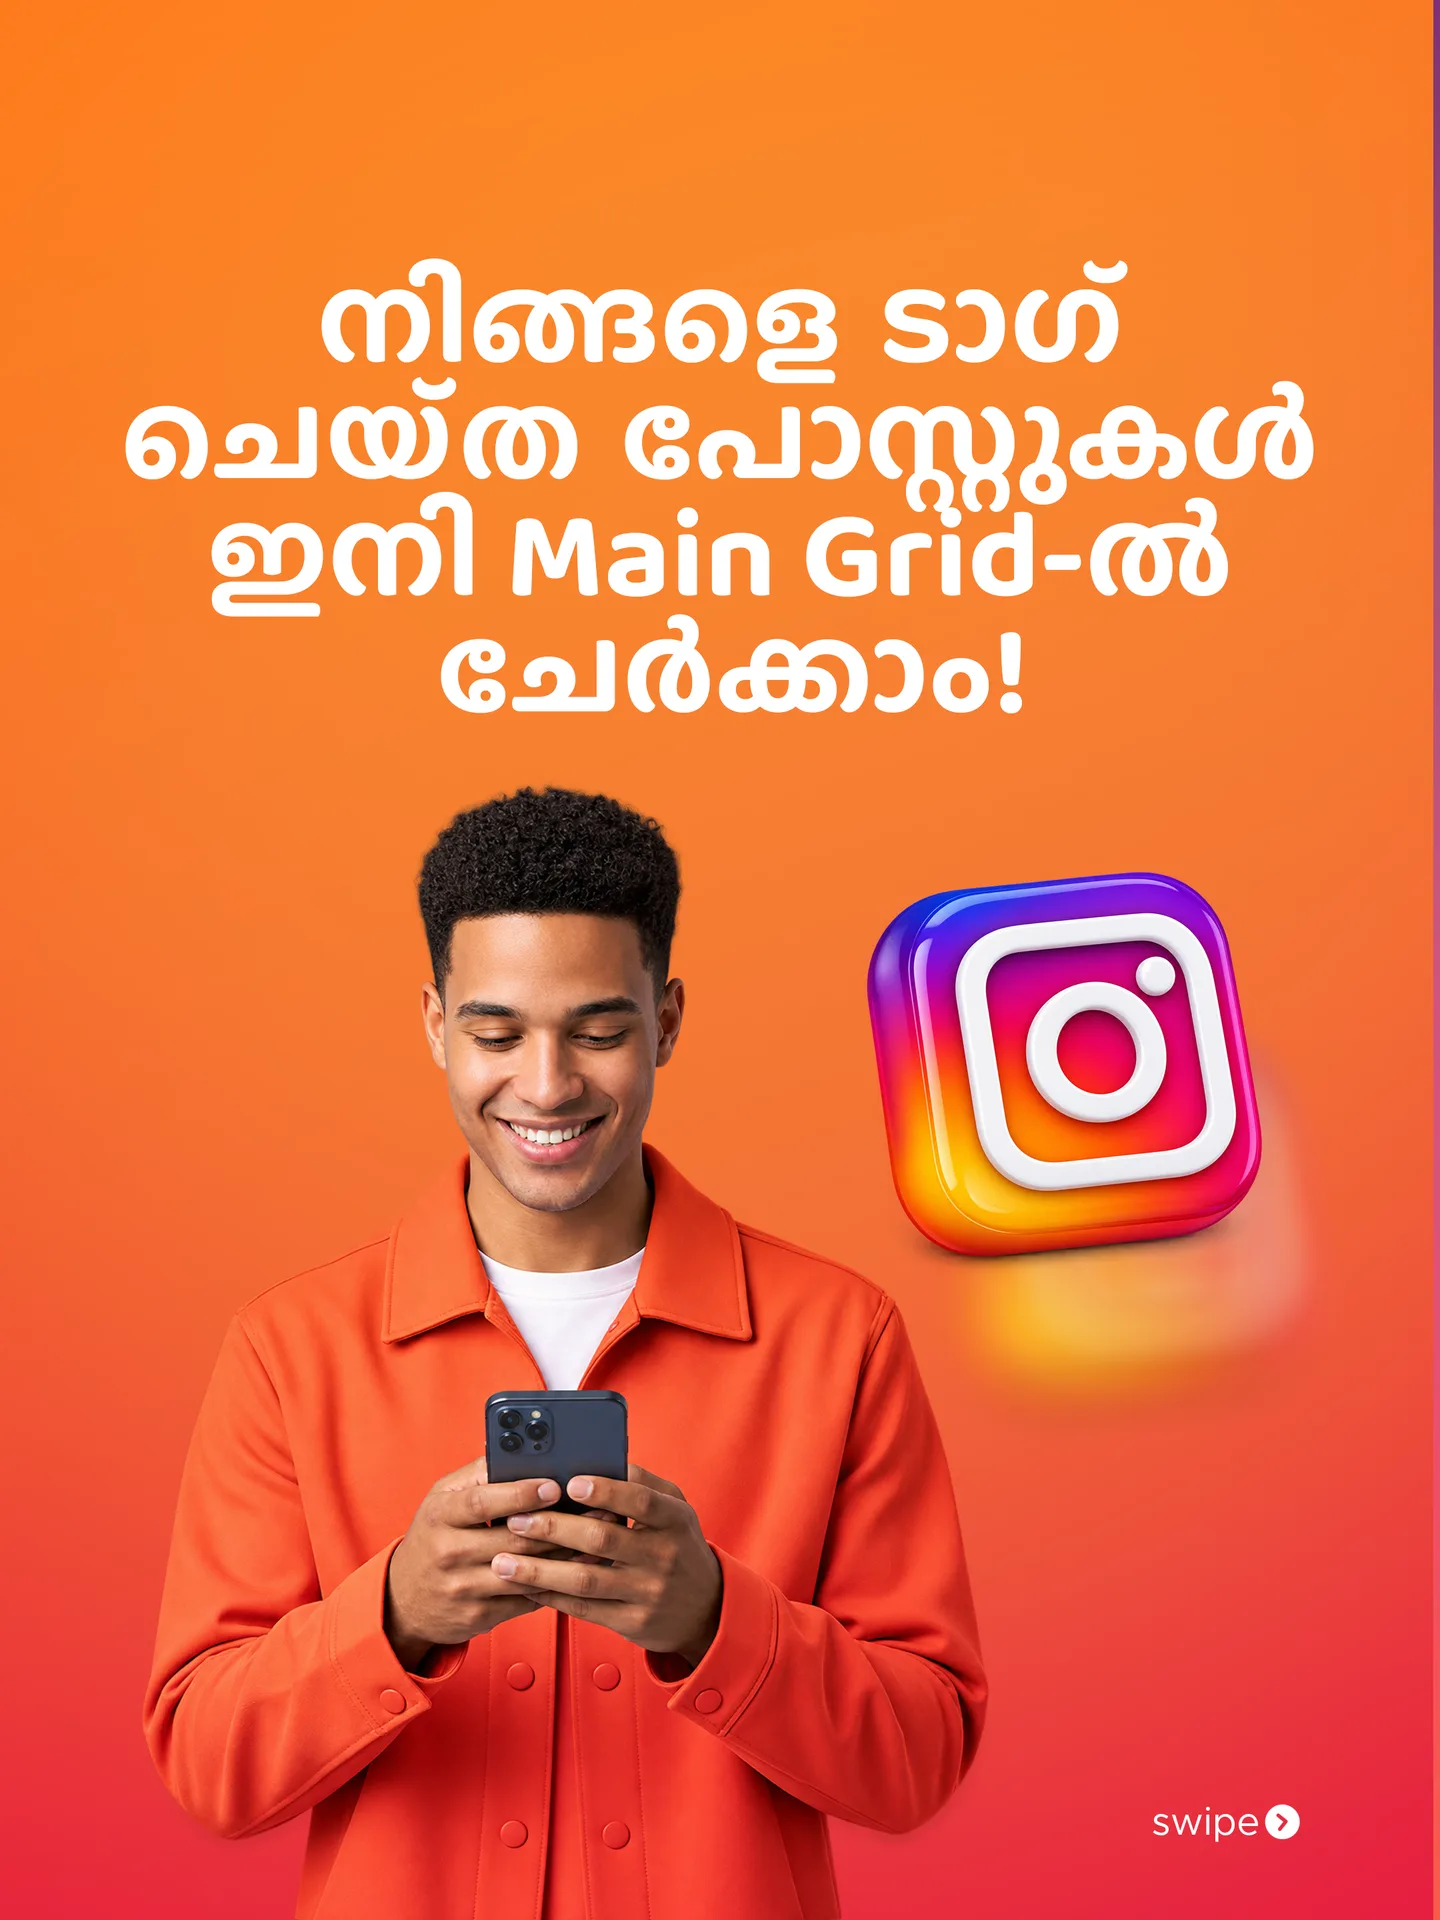 നിങ്ങളെ ടാഗ്
ചെയ്ത പോസ്റ്റുകൾ
ഇനി Main Grid-ൽ
ചേർക്കാം!
swipe